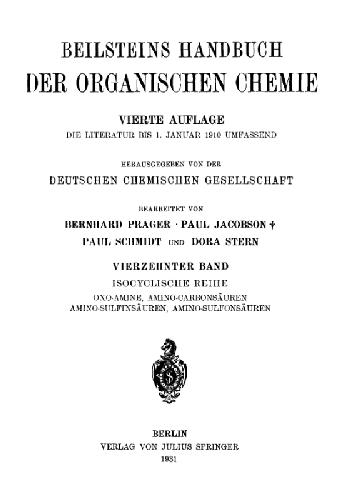 BEILSTEINS HANDBUCH
DER ORGANISCHEN CHEMIE
VIERTE AUFLAGE
DIE LITERATUR BIS 1. JANUAR 1910 UMFASSEND
HERAUSGEGEBEN VON DER
DEUTSCHEN CHEMISCHEN GESELLSCHAFT
BEARBEITET VON
BERNHARD PRAGER · PAUL JACOBSON †
PAUL SCHMIDT UND DORA STERN
VIERZEHNTER BAND
ISOCYCLISCHE REIHE
OXO-AMINE, AMINO-CARBONSÄUREN
AMINO-SULFINSÄUREN, AMINO-SULFONSÄUREN
BERLIN
VERLAG VON JULIUS SPRINGER
1931